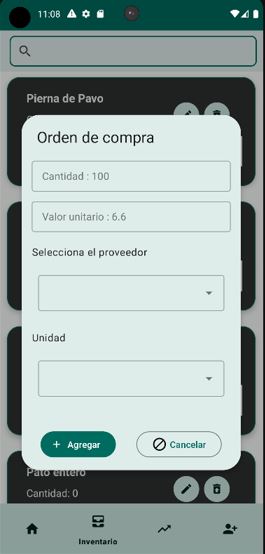 11:08
Pierna de Pavo
Orden de compra
Cantidad : 100
Valor unitario : 6.6
Selecciona el proveedor
Unidad
+ Agregar
Cancelar
Pato entero
Cantidad: 0
Inventario